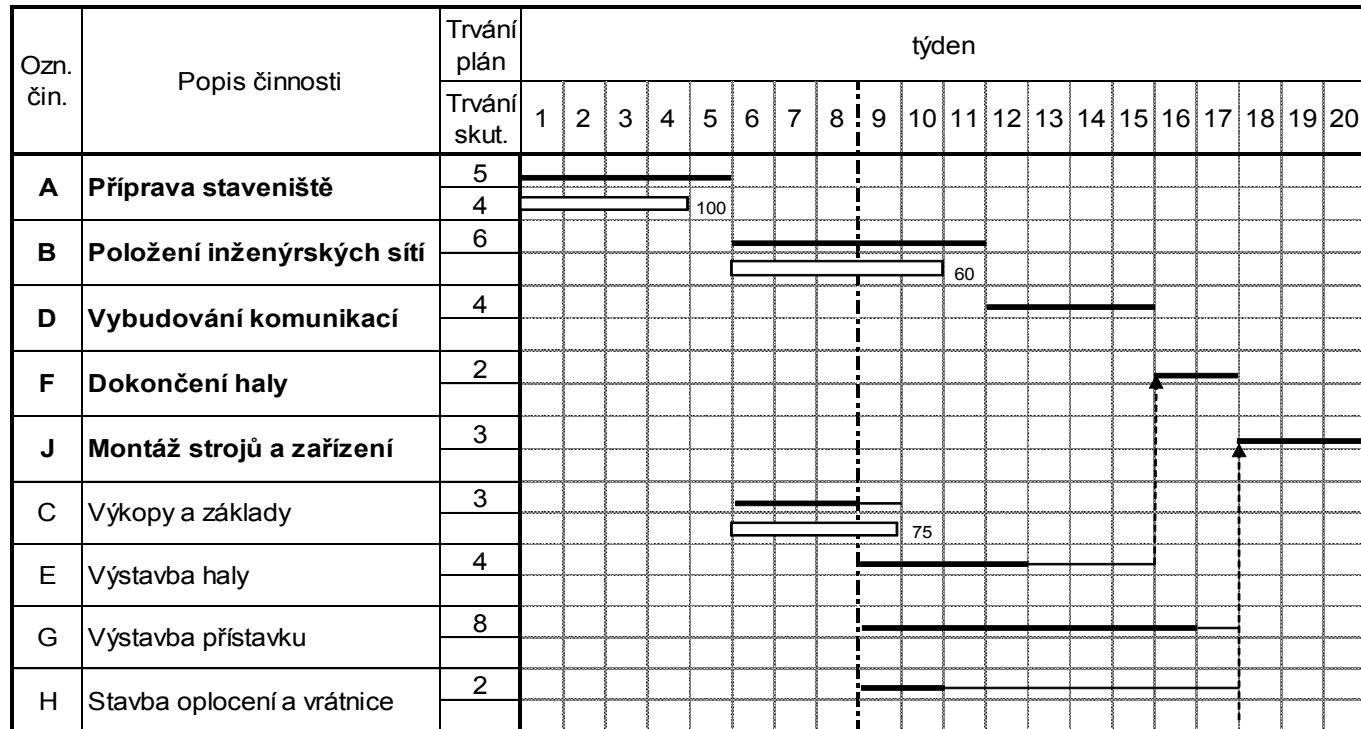 Ozn. čin.
Popis činnosti
Trvání plán
Trvání skut.
týden
1 2 3 4 5 6 7 8 9 10 11 12 13 14 15 16 17 18 19 20
A Příprava staveniště 5
4 100
B Položení inženýrských sítí 6
60
D Vybudování komunikací 4
F Dokončení haly 2
J Montáž strojů a zařízení 3
C Výkopy a základy 3
75
E Výstavba haly 4
G Výstavba přístavku 8
H Stavba oplocení a vrátnice 2